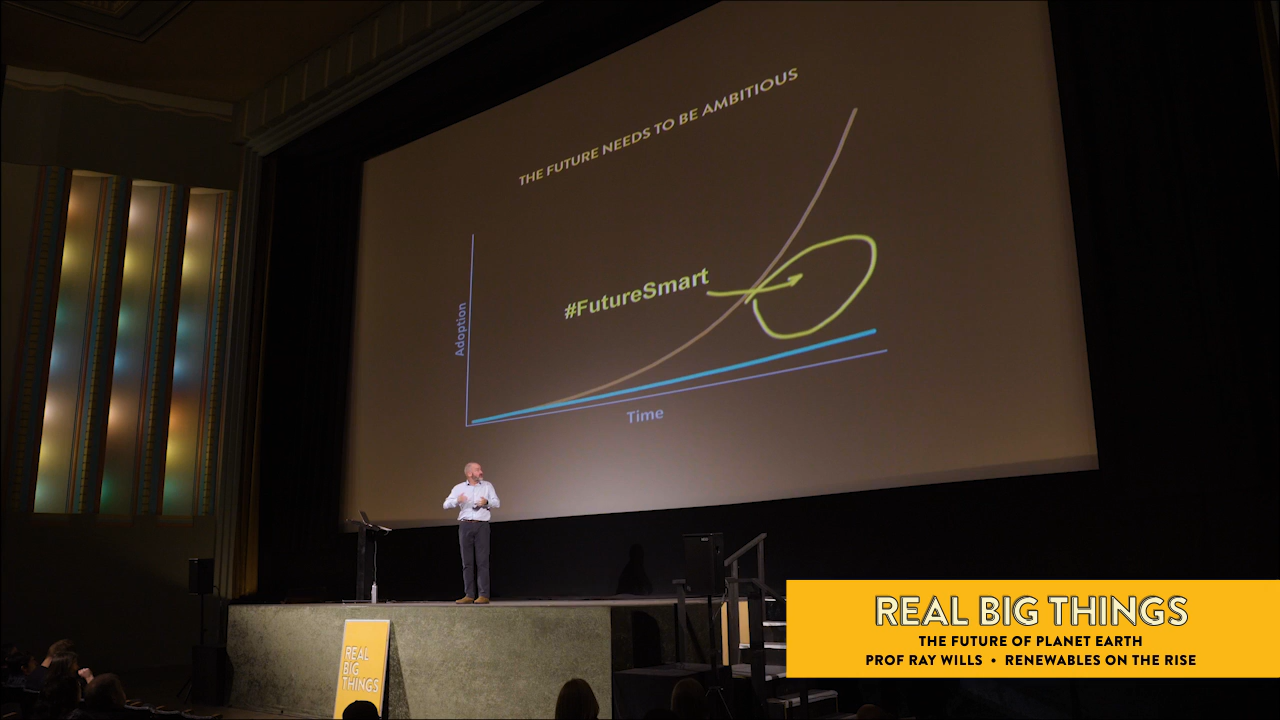 THE FUTURE NEEDS TO BE AMBITIOUS
#FutureSmart
Adoption
Time
REAL
BIG
THINGS
REAL BIG THINGS
THE FUTURE OF PLANET EARTH
PROF RAY WILLS • RENEWABLES ON THE RISE